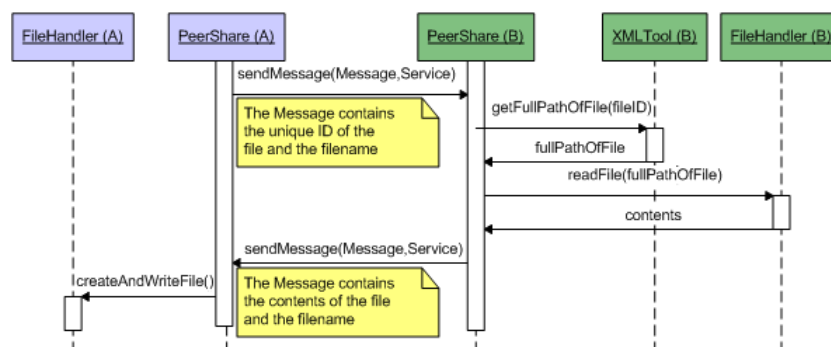 FileHandler (A)
PeerShare (A)
PeerShare (B)
XMLTool (B)
FileHandler (B)
sendMessage(Message,Service)
The Message contains
the unique ID of the
file and the filename
getFullPathOfFile(fileID)
fullPathOfFile
readFile(fullPathOfFile)
contents
sendMessage(Message,Service)
createAndWriteFile()
The Message contains
the contents of the file
and the filename